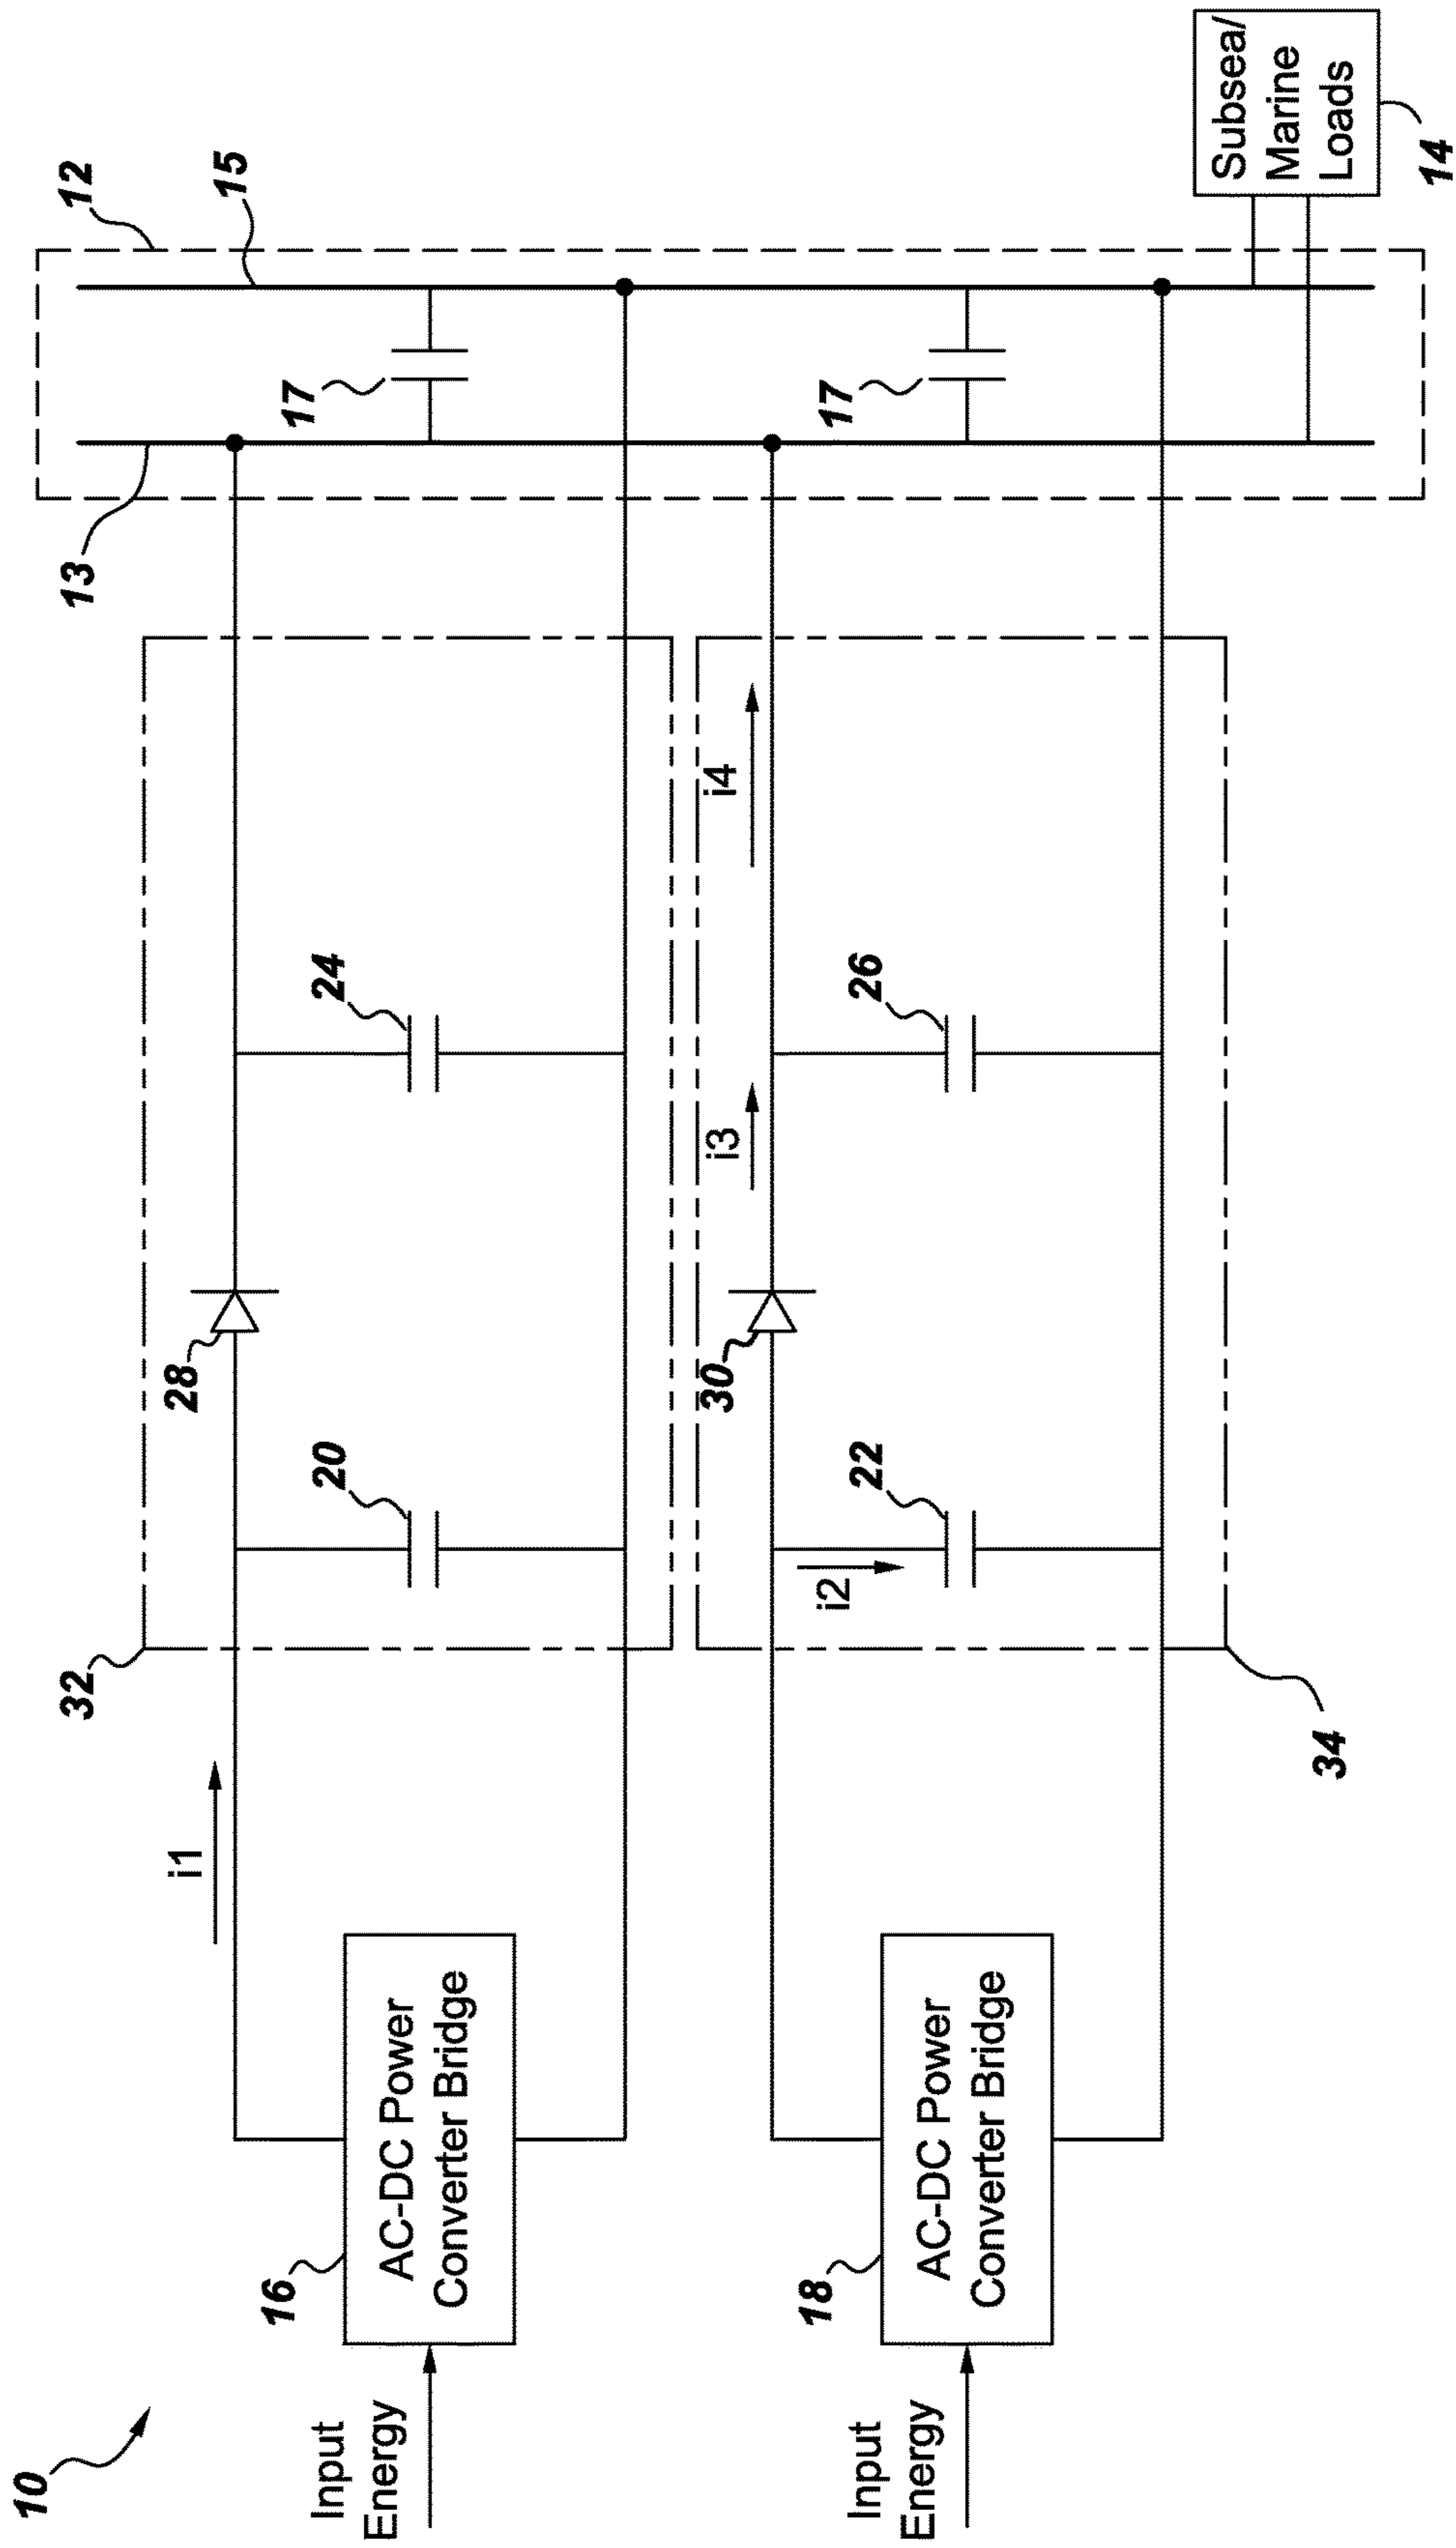 10
Input
Energy
16
AC-DC Power
Converter Bridge
i1
32
20
28
24
13
17
12
15
Input
Energy
18
AC-DC Power
Converter Bridge
i2
22
30
i3
26
i4
17
34
Subsea/
Marine
Loads
14